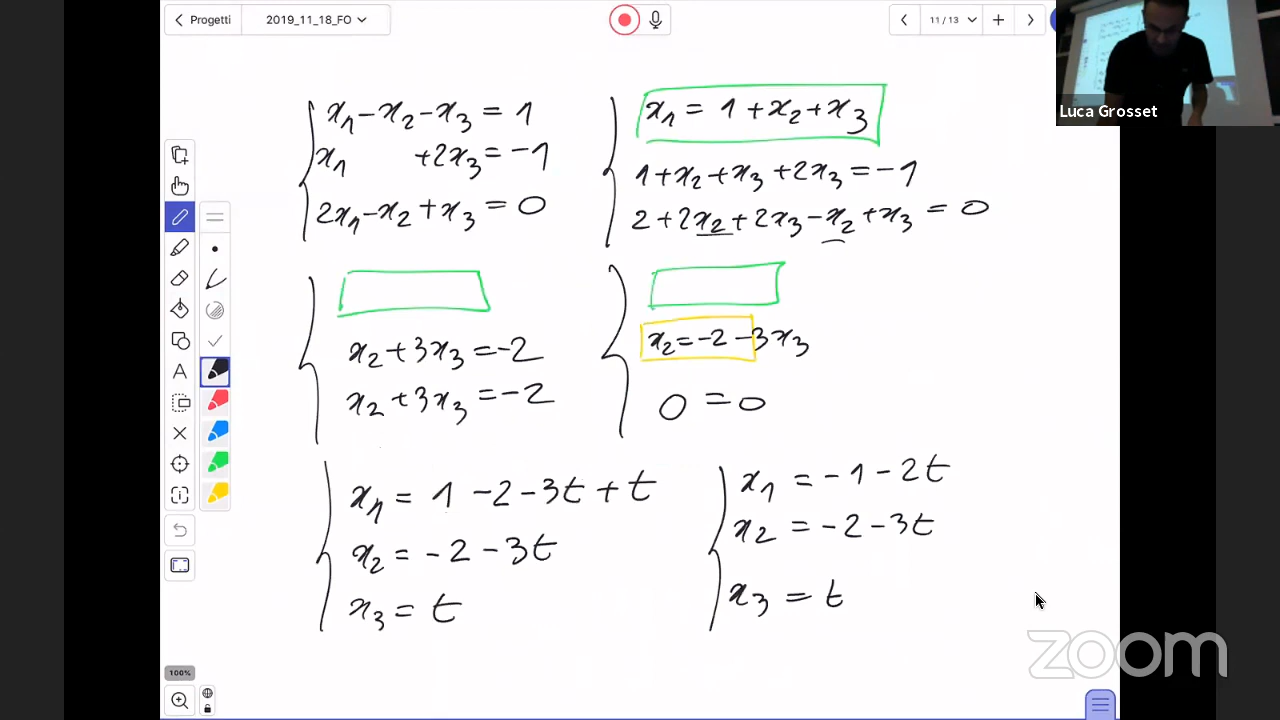 Progetti
2019_11_18_FO
11 / 13
Luca Grosset
x₁-x₂-x₃ = 1
x₁ +2x₃ = -1
2x₁-x₂+x₃ = 0
x₁ = 1+x₂+x₃
1+x₂+x₃+2x₃ = -1
2+2x₂+2x₃-x₂+x₃ = 0
x₂+3x₃ = -2
x₂+3x₃ = -2
x₂ = -2-3x₃
0 = 0
x₁ = 1-2-3t+t
x₂ = -2-3t
x₃ = t
x₁ = -1-2t
x₂ = -2-3t
x₃ = t
A
100%
zoom